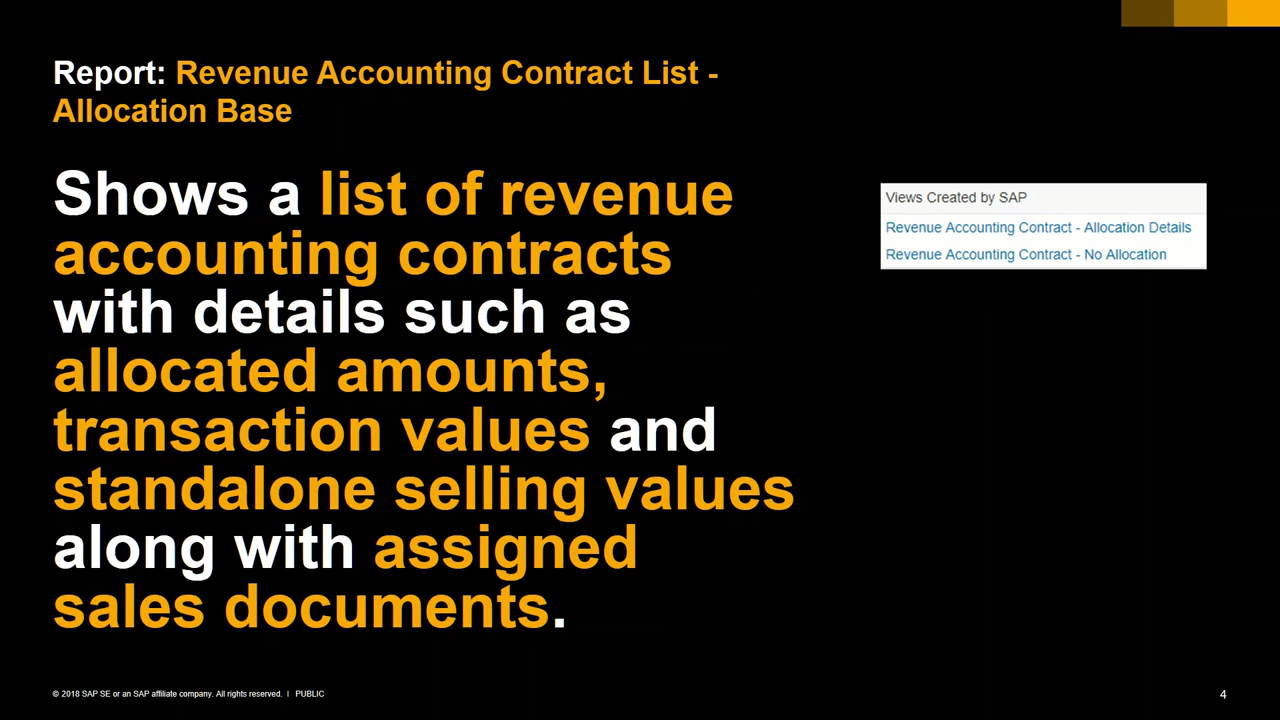 Report: Revenue Accounting Contract List -
Allocation Base
Shows a list of revenue
accounting contracts
with details such as
allocated amounts,
transaction values and
standalone selling values
along with assigned
sales documents.
Views Created by SAP
Revenue Accounting Contract - Allocation Details
Revenue Accounting Contract - No Allocation
© 2018 SAP SE or an SAP affiliate company. All rights reserved. | PUBLIC
4